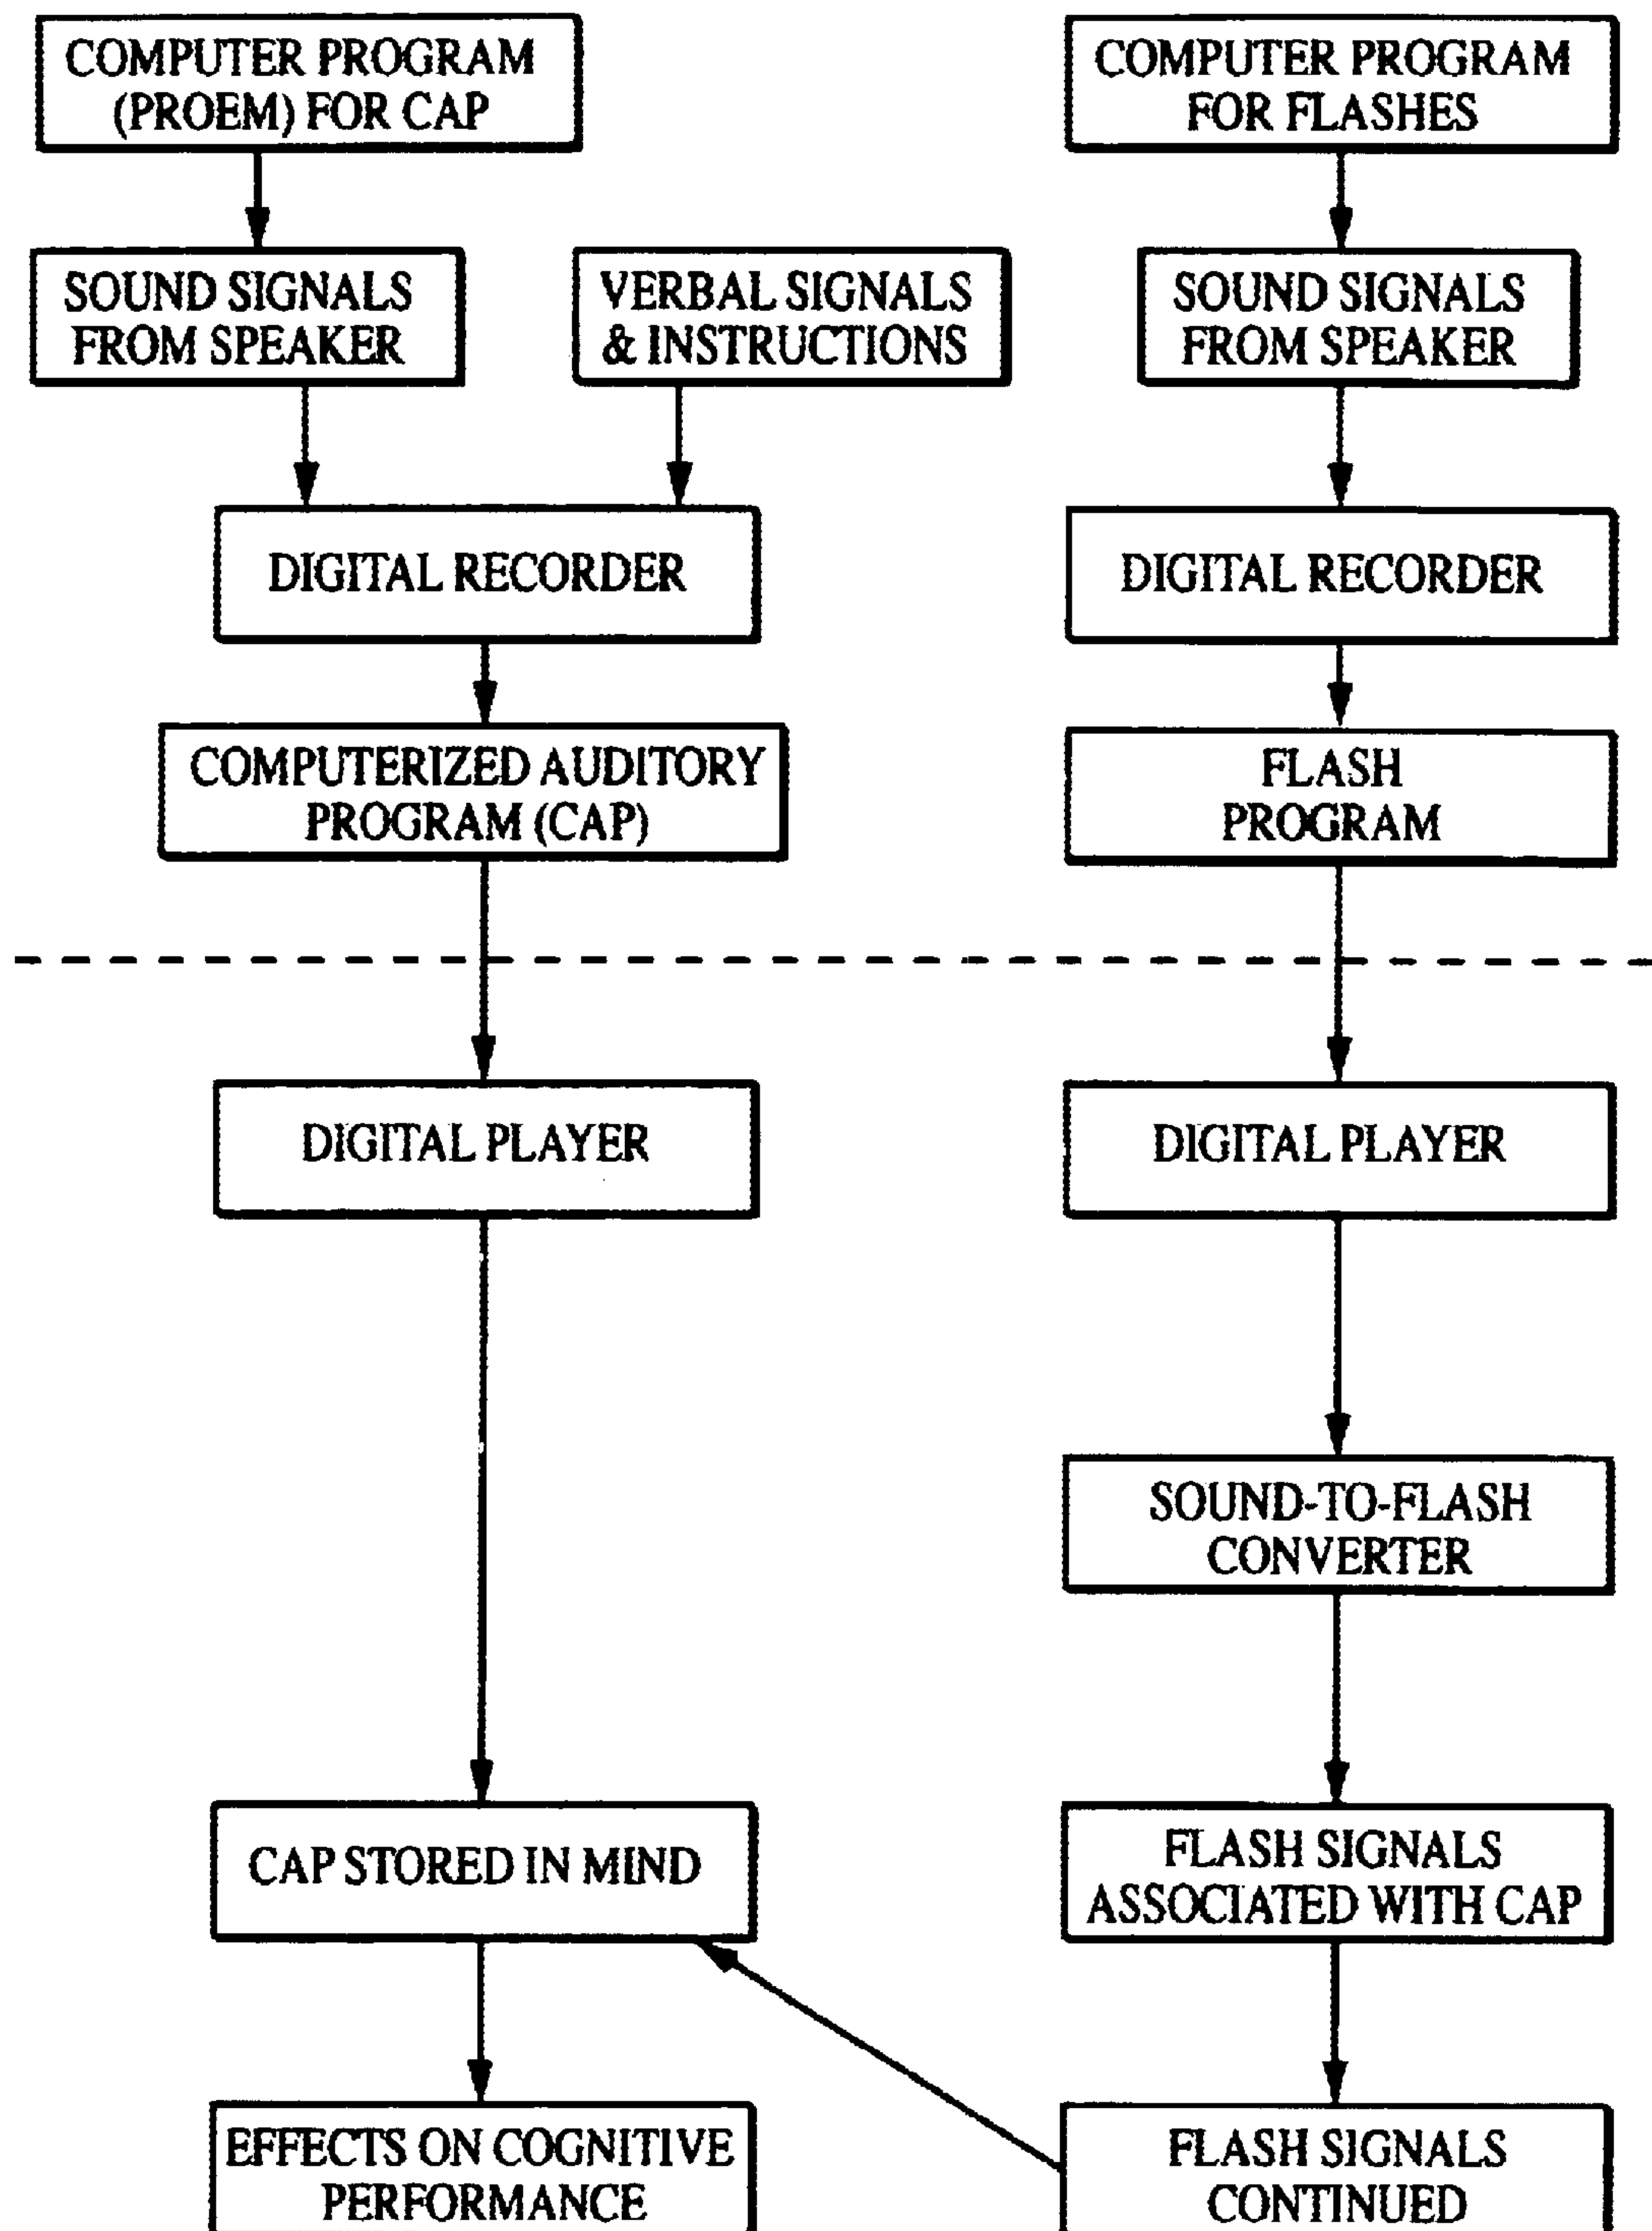 COMPUTER PROGRAM
(PROEM) FOR CAP
COMPUTER PROGRAM
FOR FLASHES
SOUND SIGNALS
FROM SPEAKER
VERBAL SIGNALS
& INSTRUCTIONS
SOUND SIGNALS
FROM SPEAKER
DIGITAL RECORDER
DIGITAL RECORDER
COMPUTERIZED AUDITORY
PROGRAM (CAP)
FLASH
PROGRAM
DIGITAL PLAYER
DIGITAL PLAYER
SOUND-TO-FLASH
CONVERTER
CAP STORED IN MIND
FLASH SIGNALS
ASSOCIATED WITH CAP
EFFECTS ON COGNITIVE
PERFORMANCE
FLASH SIGNALS
CONTINUED